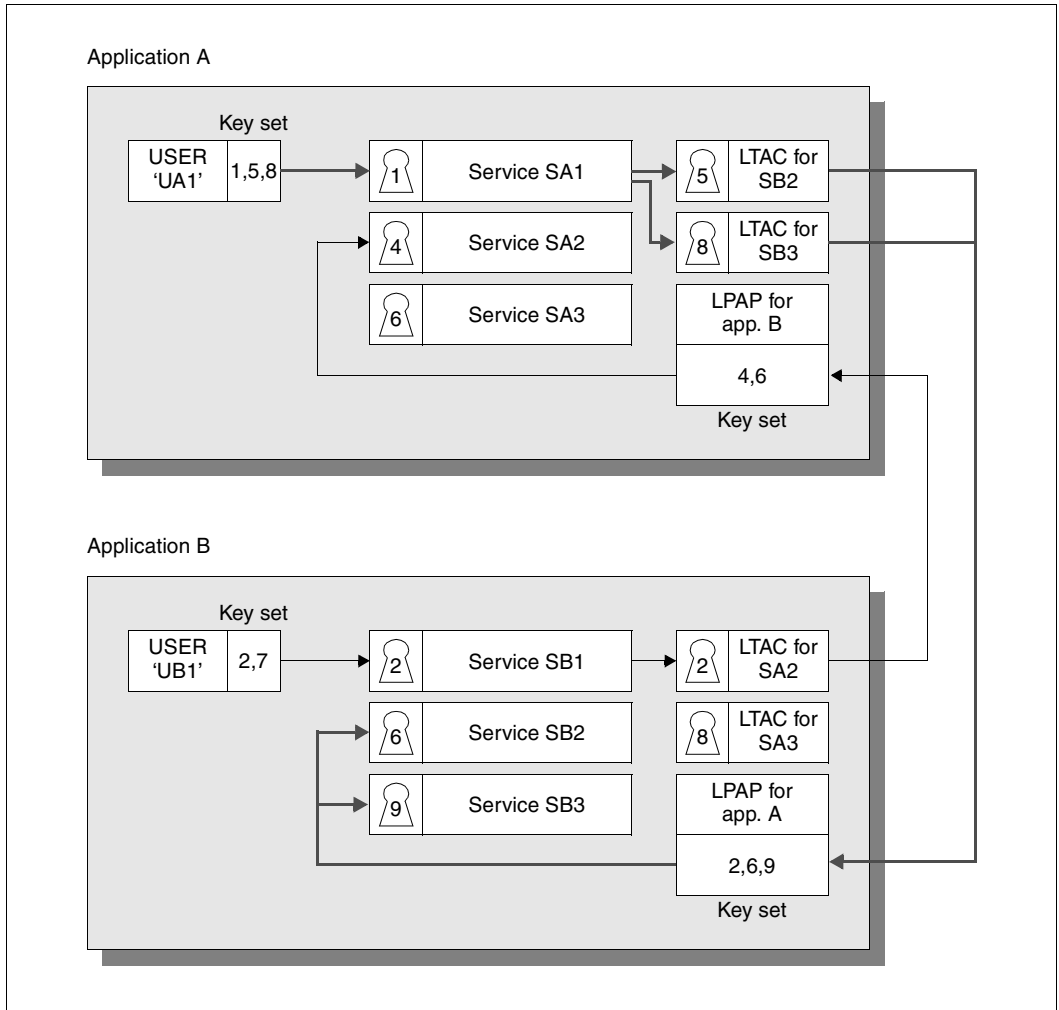 Application A
Key set
USER
‘UA1’
1,5,8
1
Service SA1
5
LTAC for
SB2
4
Service SA2
8
LTAC for
SB3
6
Service SA3
LPAP for
app. B
4,6
Key set
Application B
Key set
USER
‘UB1’
2,7
2
Service SB1
2
LTAC for
SA2
6
Service SB2
8
LTAC for
SA3
9
Service SB3
LPAP for
app. A
2,6,9
Key set